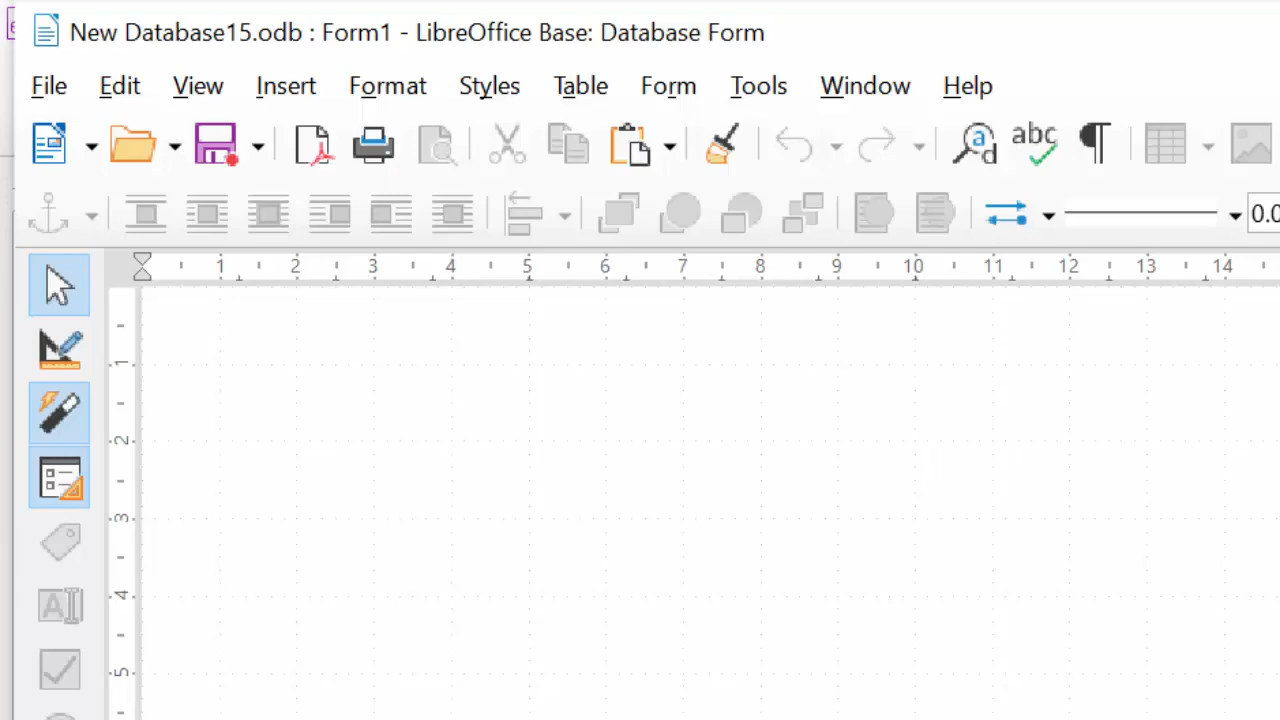 New Database15.odb : Form1 - LibreOffice Base: Database Form
File Edit View Insert Format Styles Table Form Tools Window Help
a d abc ¶
0.0
1 2 3 4 5 6 7 8 9 10 11 12 13 14
1
2
3
4
A
5